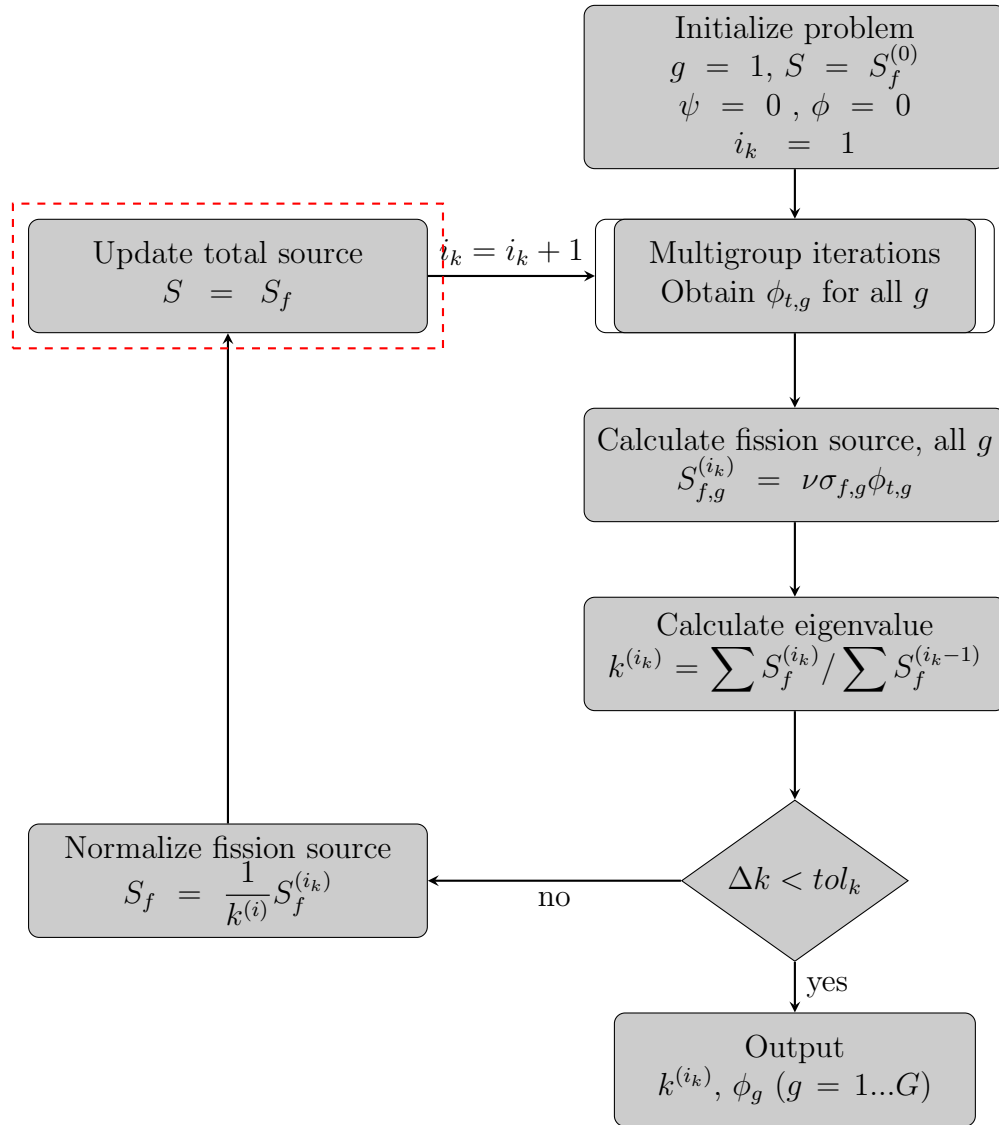 Initialize problem
g = 1, S = S_f^{(0)}
ψ = 0 , ϕ = 0
i_k = 1
Update total source
S = S_f
i_k = i_k + 1
Multigroup iterations
Obtain ϕ_{t,g} for all g
Calculate fission source, all g
S_{f,g}^{(i_k)} = νσ_{f,g}ϕ_{t,g}
Calculate eigenvalue
k^{(i_k)} = ∑ S_f^{(i_k)} / ∑ S_f^{(i_k−1)}
Normalize fission source
S_f = \frac{1}{k^{(i)}} S_f^{(i_k)}
no
Δk < tol_k
yes
Output
k^{(i_k)}, ϕ_g (g = 1...G)